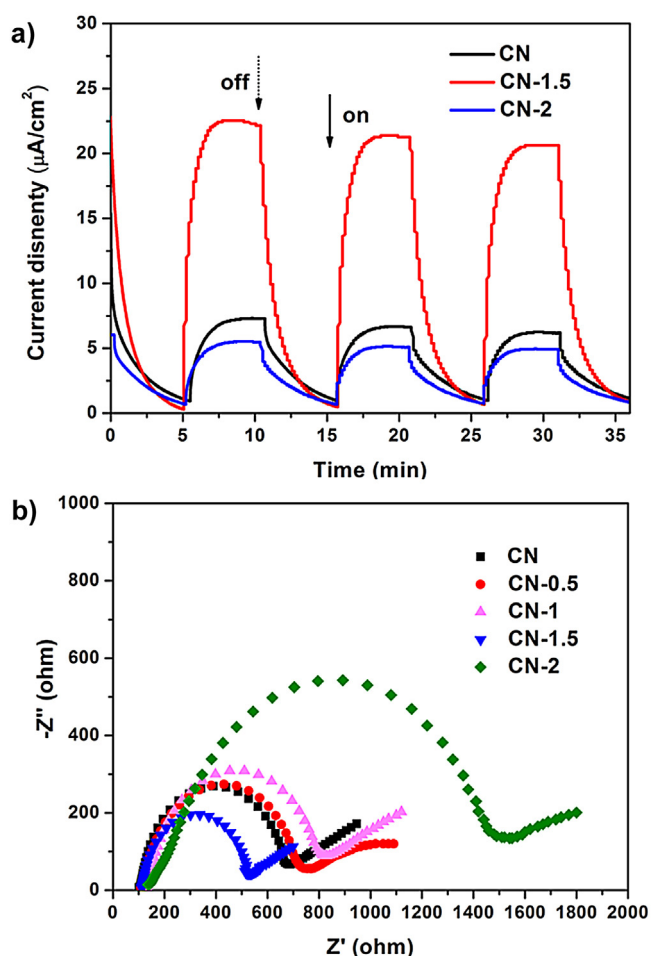 a)
30
25
20
15
10
5
0
Current disnenty (μA/cm²)
off
on
CN
CN-1.5
CN-2
0 5 10 15 20 25 30 35
Time (min)
b)
1000
800
600
400
200
0
-Z" (ohm)
CN
CN-0.5
CN-1
CN-1.5
CN-2
0 200 400 600 800 1000 1200 1400 1600 1800 2000
Z' (ohm)